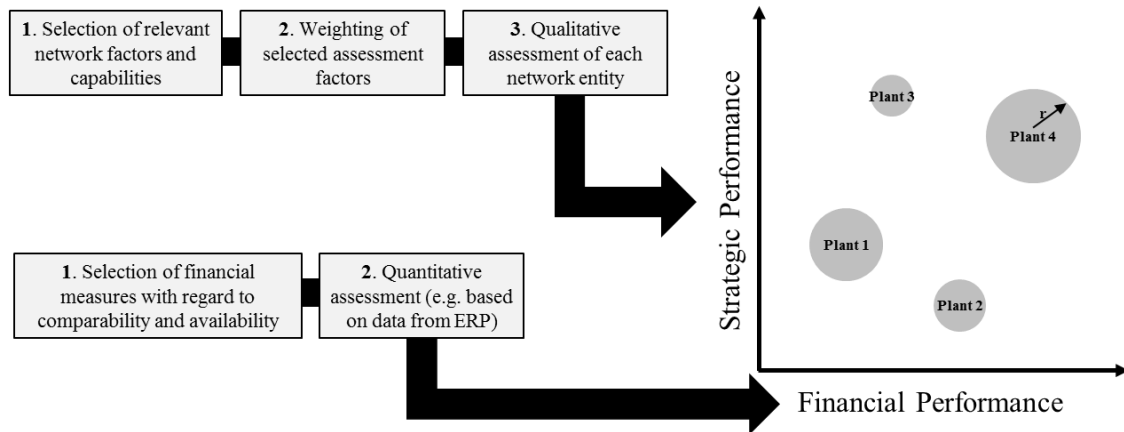 1. Selection of relevant
network factors and
capabilities
2. Weighting of
selected assessment
factors
3. Qualitative
assessment of each
network entity
1. Selection of financial
measures with regard to
comparability and availability
2. Quantitative
assessment (e.g. based
on data from ERP)
Strategic Performance
Plant 3
r
Plant 4
Plant 1
Plant 2
Financial Performance